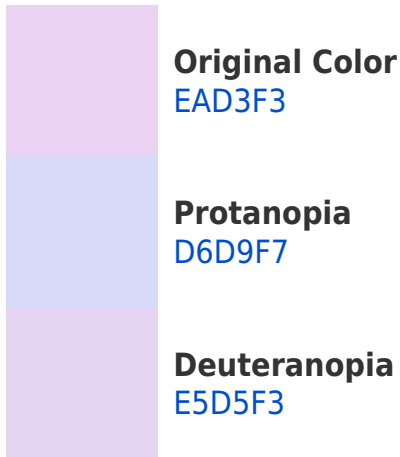 Original Color
EAD3F3
Protanopia
D6D9F7
Deuteranopia
E5D5F3